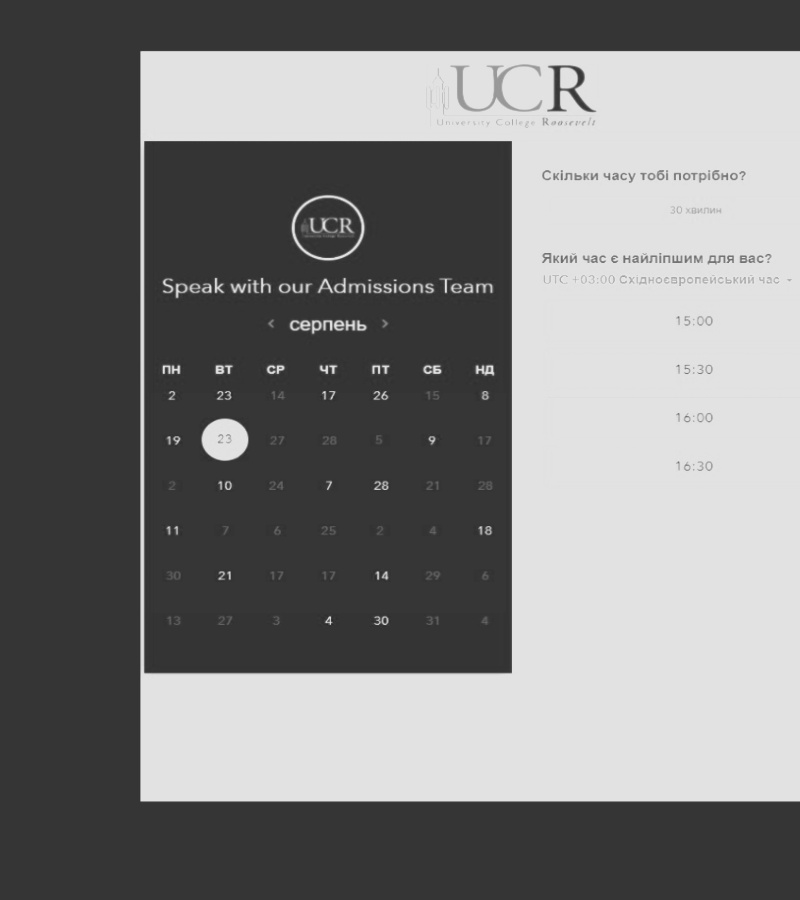 UCR
University College Roosevelt
UCR
Speak with our Admissions Team
< серпень >
ПН ВТ СР ЧТ ПТ СБ НД
2 23 14 17 26 15 8
19 23 27 28 5 9 17
2 10 24 7 28 21 28
11 7 6 25 2 4 18
30 21 17 17 14 29 6
13 27 3 4 30 31 4
Скільки часу тобі потрібно?
30 хвилин
Який час є найліпшим для вас?
UTC +03:00 Східноєвропейський час
15:00
15:30
16:00
16:30